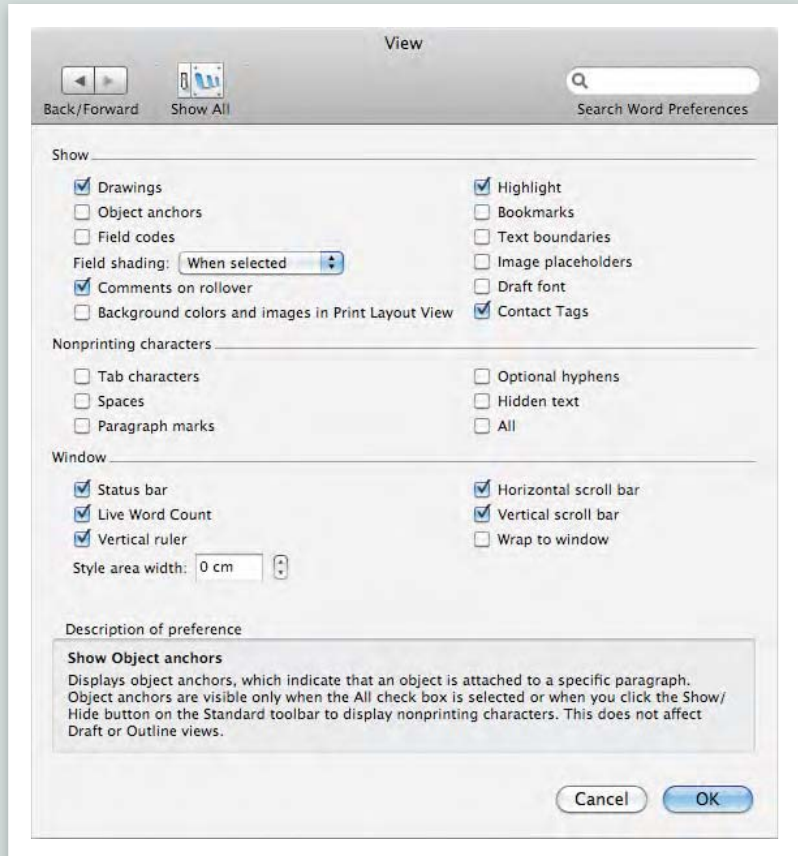 View
Back/Forward Show All Search Word Preferences
Show
Drawings
Object anchors
Field codes
Field shading: When selected
Comments on rollover
Background colors and images in Print Layout View
Highlight
Bookmarks
Text boundaries
Image placeholders
Draft font
Contact Tags
Nonprinting characters
Tab characters
Spaces
Paragraph marks
Optional hyphens
Hidden text
All
Window
Status bar
Live Word Count
Vertical ruler
Style area width: 0 cm
Horizontal scroll bar
Vertical scroll bar
Wrap to window
Description of preference
Show Object anchors
Displays object anchors, which indicate that an object is attached to a specific paragraph.
Object anchors are visible only when the All check box is selected or when you click the Show/
Hide button on the Standard toolbar to display nonprinting characters. This does not affect
Draft or Outline views.
Cancel OK